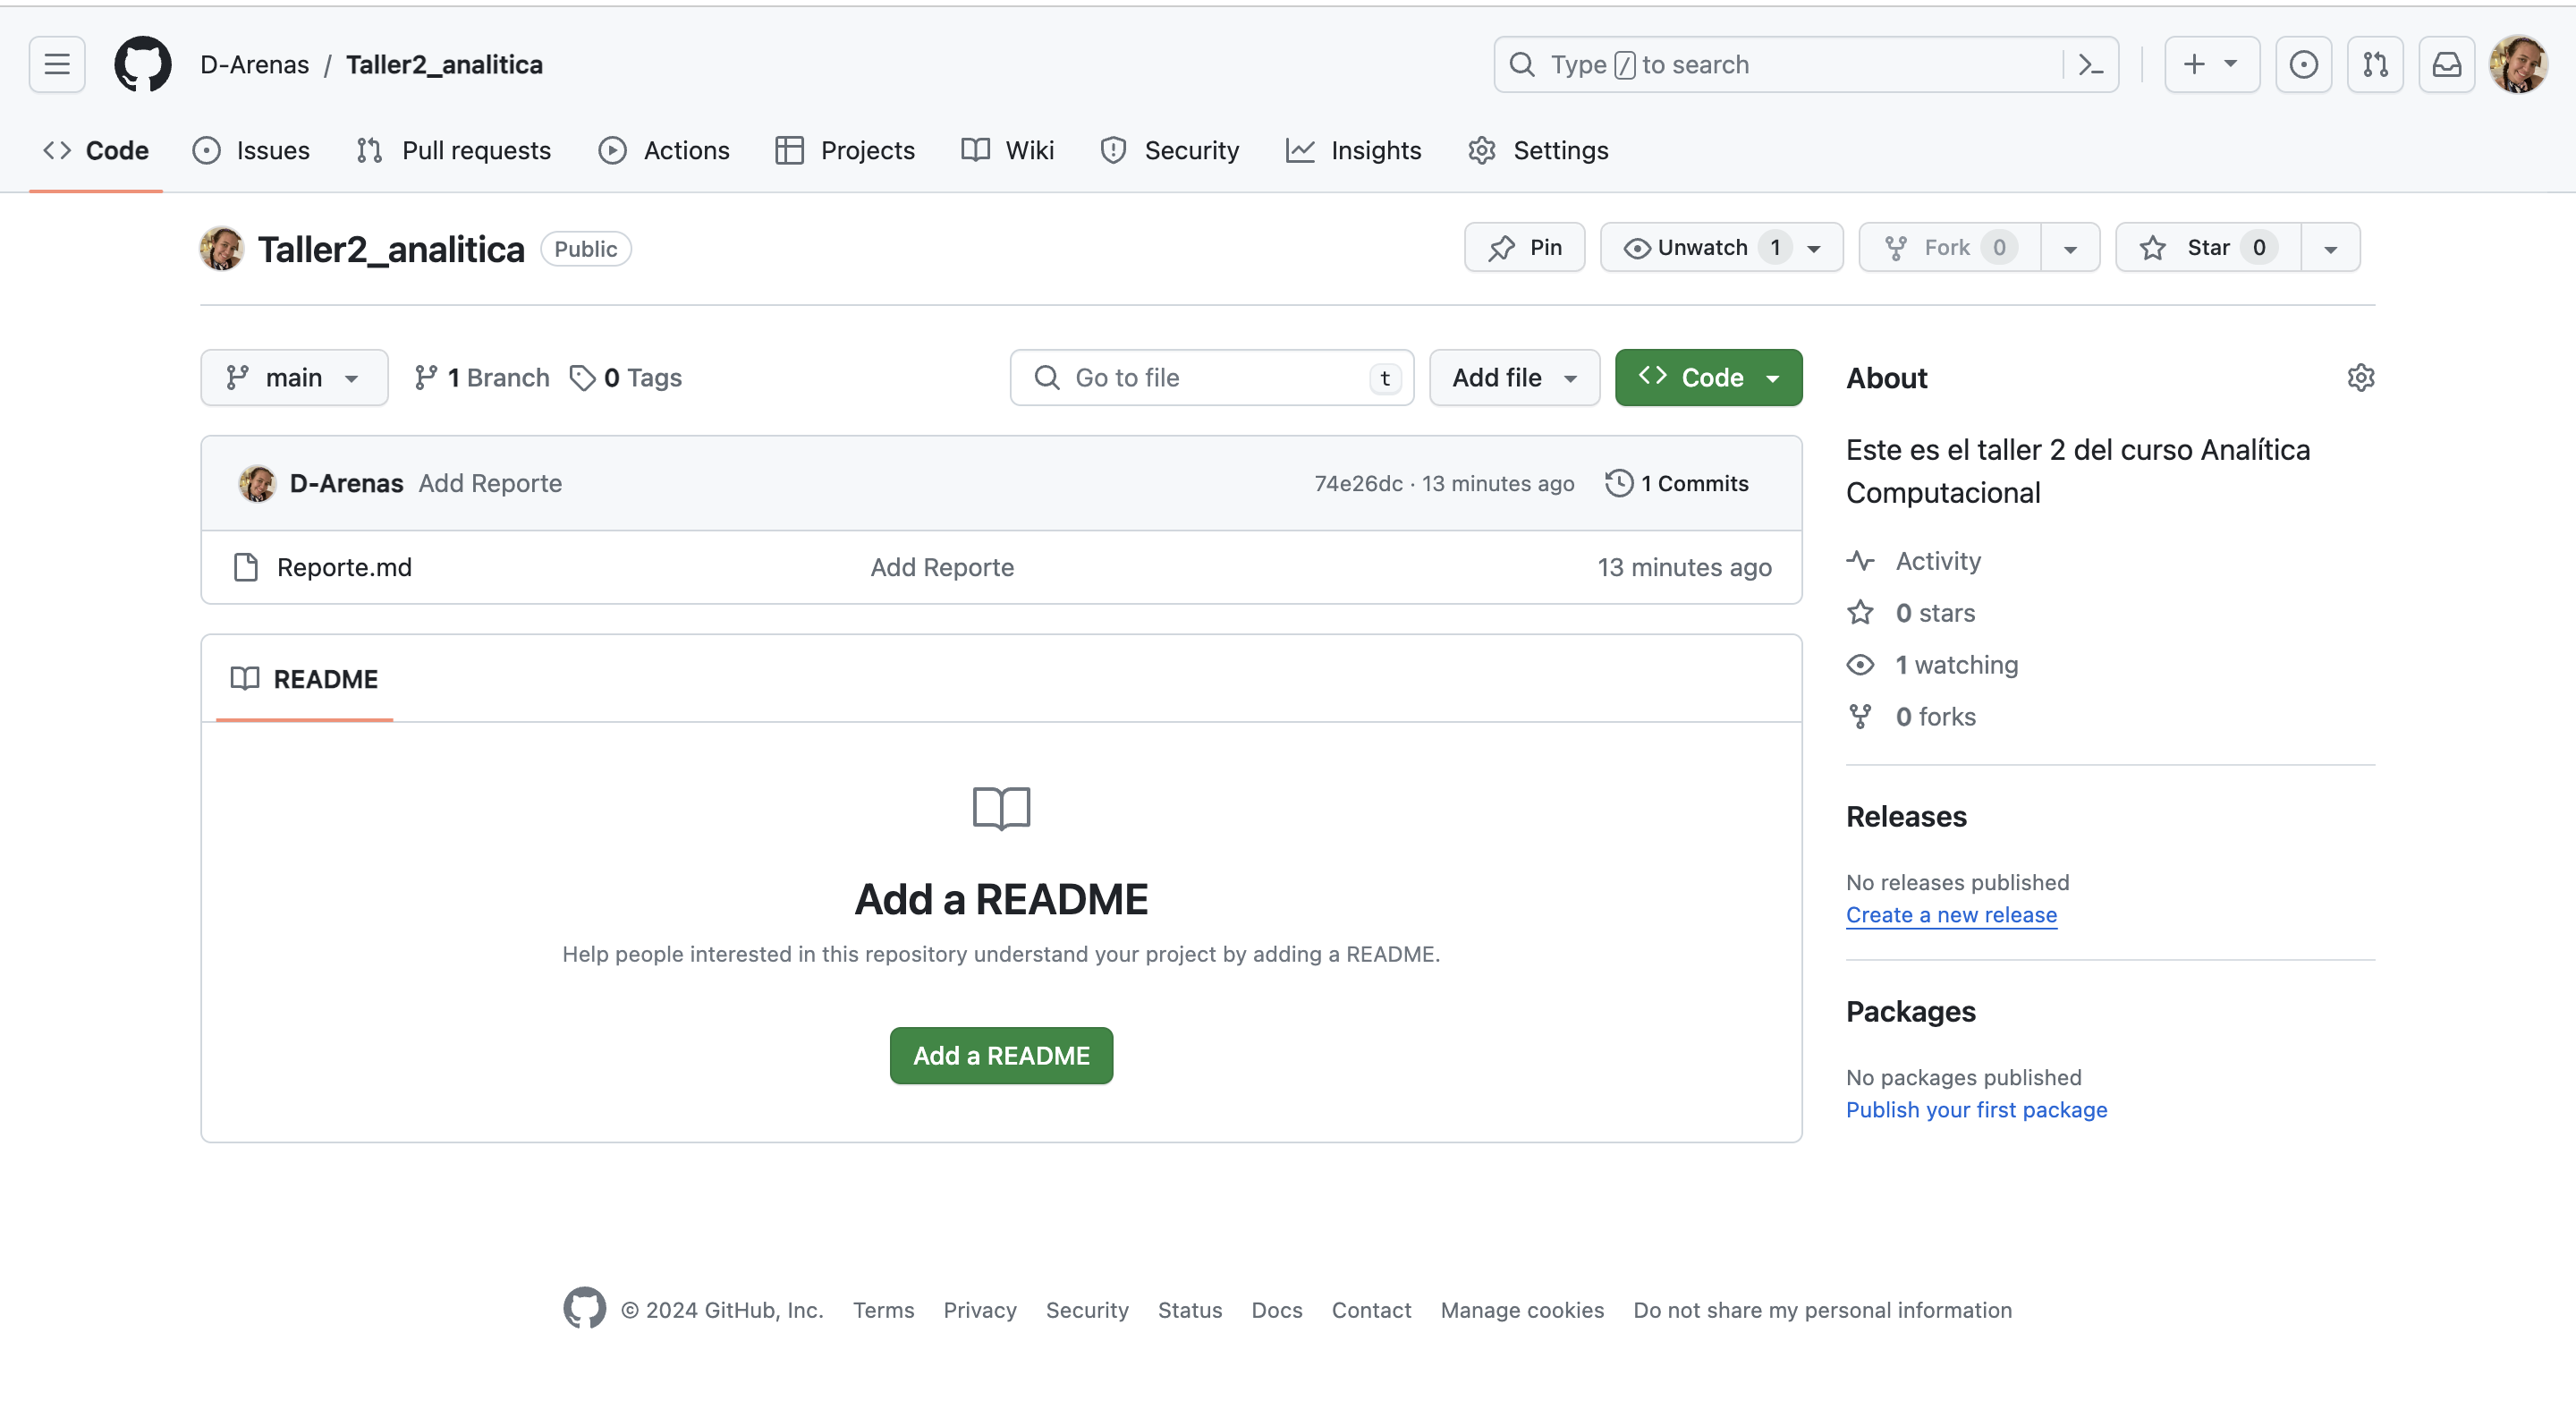 D-Arenas / Taller2_analitica
Type / to search
Code Issues Pull requests Actions Projects Wiki Security Insights Settings
Taller2_analitica Public
Pin Unwatch 1 Fork 0 Star 0
main 1 Branch 0 Tags Go to file t Add file Code
D-Arenas Add Reporte 74e26dc · 13 minutes ago 1 Commits
Reporte.md Add Reporte 13 minutes ago
README
Add a README
Help people interested in this repository understand your project by adding a README.
Add a README
About
Este es el taller 2 del curso Analítica
Computacional
Activity
0 stars
1 watching
0 forks
Releases
No releases published
Create a new release
Packages
No packages published
Publish your first package
© 2024 GitHub, Inc. Terms Privacy Security Status Docs Contact Manage cookies Do not share my personal information